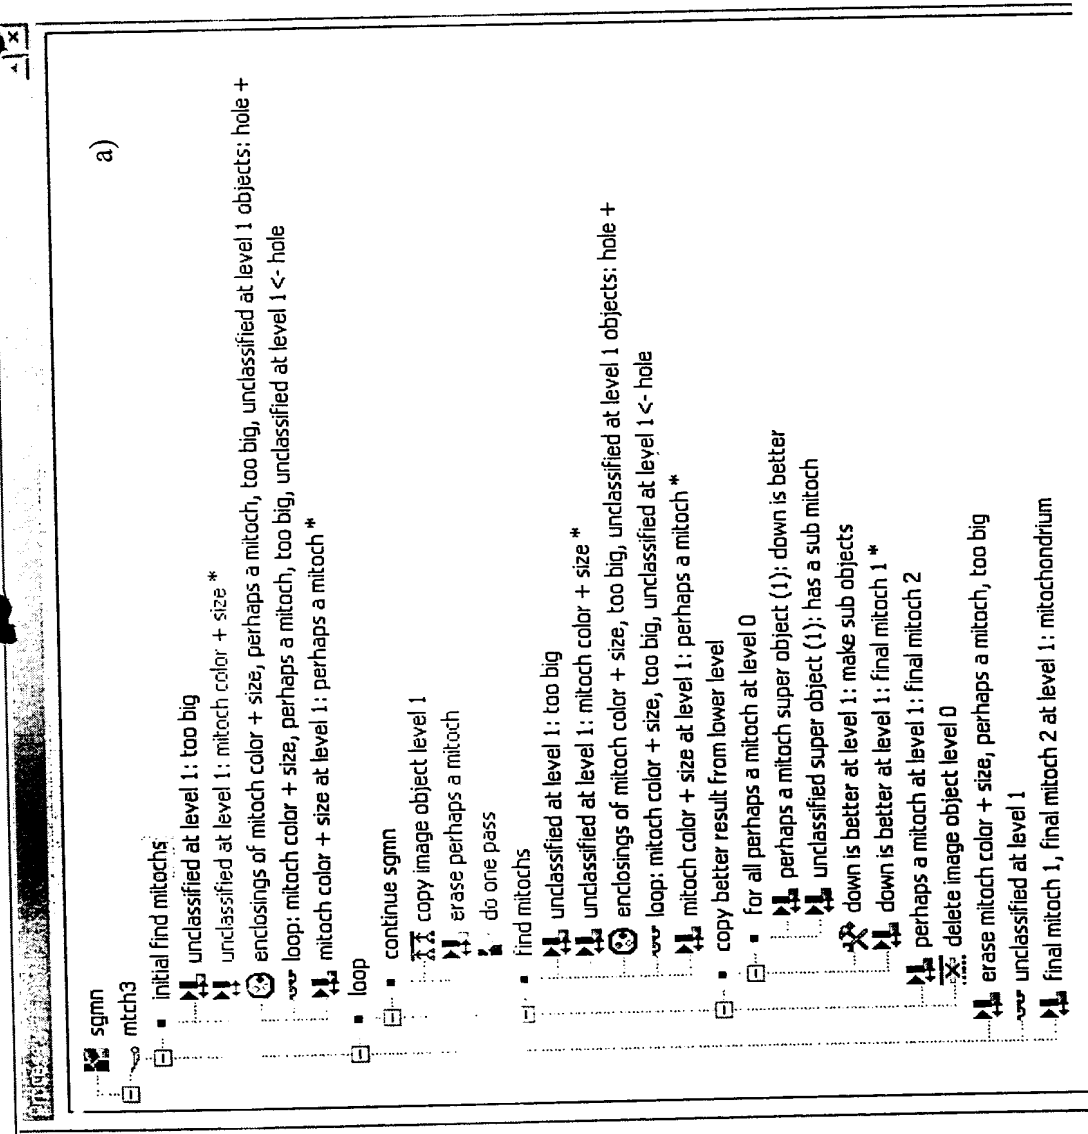 a)
sgmn
mtch3
initial find mitochs
unclassified at level 1: too big
unclassified at level 1: mitoch color + size *
enclosings of mitoch color + size, perhaps a mitoch, too big, unclassified at level 1 objects: hole +
loop: mitoch color + size, perhaps a mitoch, too big, unclassified at level 1 <- hole
mitoch color + size at level 1: perhaps a mitoch *
loop
continue sgmn
copy image object level 1
erase perhaps a mitoch
do one pass
find mitochs
unclassified at level 1: too big
unclassified at level 1: mitoch color + size *
enclosings of mitoch color + size, too big, unclassified at level 1 objects: hole +
loop: mitoch color + size, too big, unclassified at level 1 <- hole
mitoch color + size at level 1: perhaps a mitoch *
copy better result from lower level
for all perhaps a mitoch at level 0
perhaps a mitoch super object (1): down is better
unclassified super object (1): has a sub mitoch
down is better at level 1: make sub objects
down is better at level 1: final mitoch 1 *
perhaps a mitoch at level 1: final mitoch 2
delete image object level 0
erase mitoch color + size, perhaps a mitoch, too big
unclassified at level 1
final mitoch 1, final mitoch 2 at level 1: mitochondrium